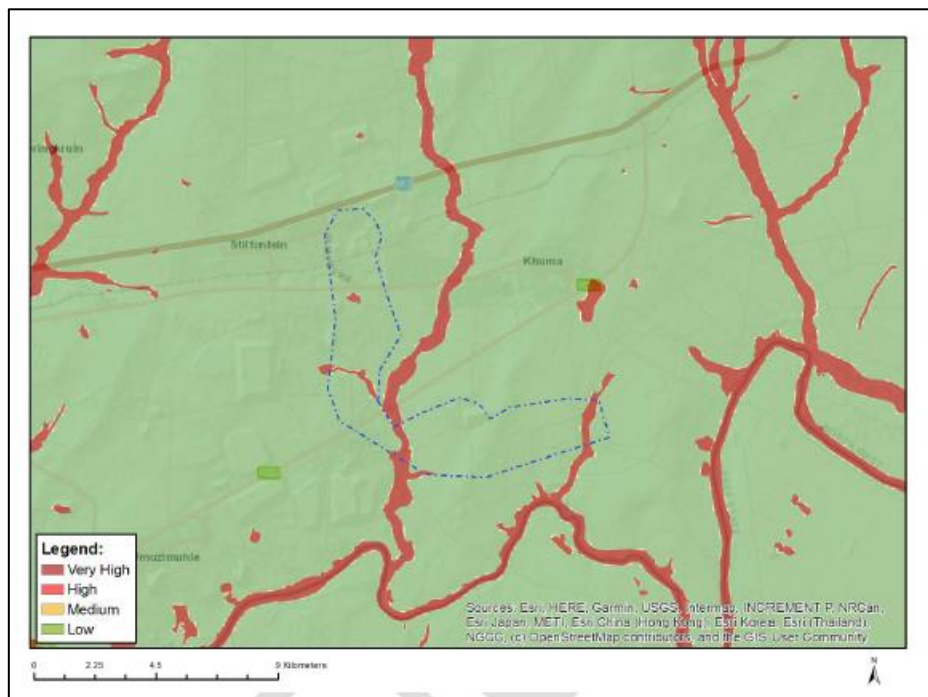 Stilfontein
Khuma
Legend:
Very High
High
Medium
Low
Sources: Esri, HERE, Garmin, USGS, Intermap, INCREMENT P, NRCan,
Esri Japan, METI, Esri China (Hong Kong), Esri Korea, Esri (Thailand),
NGCC, (c) OpenStreetMap contributors, and the GIS User Community
0 2.25 4.5 9 Kilometers
N